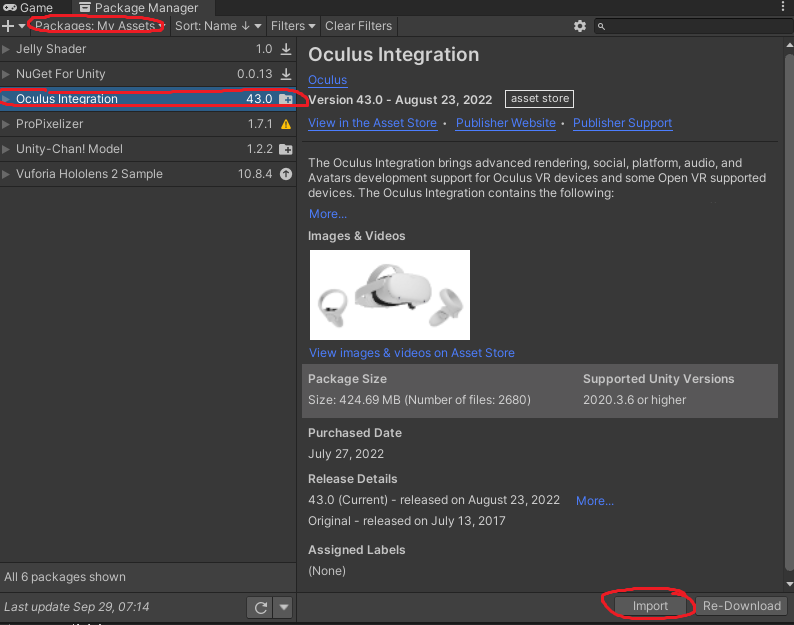 Game Package Manager
Packages: My Assets Sort: Name ↓ Filters Clear Filters
Jelly Shader 1.0
NuGet For Unity 0.0.13
Oculus Integration 43.0
ProPixelizer 1.7.1
Unity-Chan! Model 1.2.2
Vuforia Hololens 2 Sample 10.8.4
All 6 packages shown
Last update Sep 29, 07:14
Oculus Integration
Oculus
Version 43.0 - August 23, 2022 asset store
View in the Asset Store • Publisher Website • Publisher Support
The Oculus Integration brings advanced rendering, social, platform, audio, and
Avatars development support for Oculus VR devices and some Open VR supported
devices. The Oculus Integration contains the following:
More...
Images & Videos
View images & videos on Asset Store
Package Size Supported Unity Versions
Size: 424.69 MB (Number of files: 2680) 2020.3.6 or higher
Purchased Date
July 27, 2022
Release Details
43.0 (Current) - released on August 23, 2022 More...
Original - released on July 13, 2017
Assigned Labels
(None)
Import Re-Download